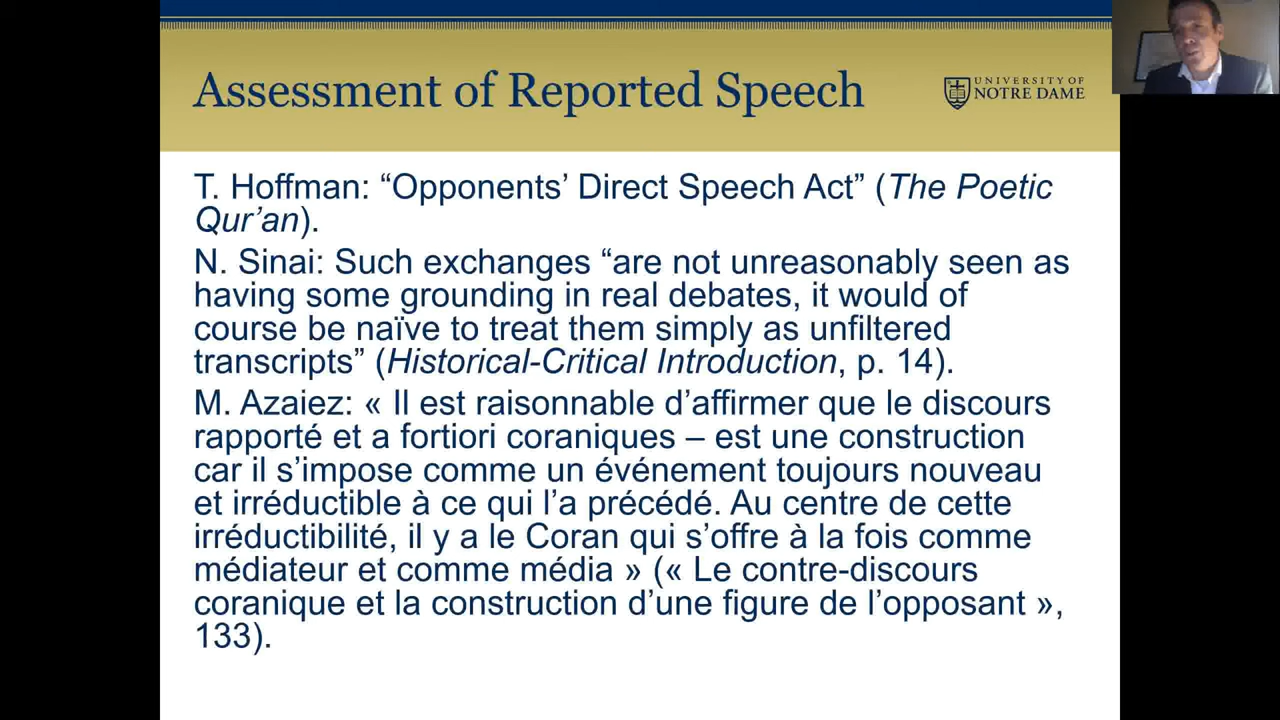 Assessment of Reported Speech
UNIVERSITY OF
NOTRE DAME
T. Hoffman: “Opponents’ Direct Speech Act” (The Poetic
Qur’an).
N. Sinai: Such exchanges “are not unreasonably seen as
having some grounding in real debates, it would of
course be naïve to treat them simply as unfiltered
transcripts” (Historical-Critical Introduction, p. 14).
M. Azaiez: « Il est raisonnable d’affirmer que le discours
rapporté et a fortiori coraniques – est une construction
car il s’impose comme un événement toujours nouveau
et irréductible à ce qui l’a précédé. Au centre de cette
irréductibilité, il y a le Coran qui s’offre à la fois comme
médiateur et comme média » (« Le contre-discours
coranique et la construction d’une figure de l’opposant »,
133).